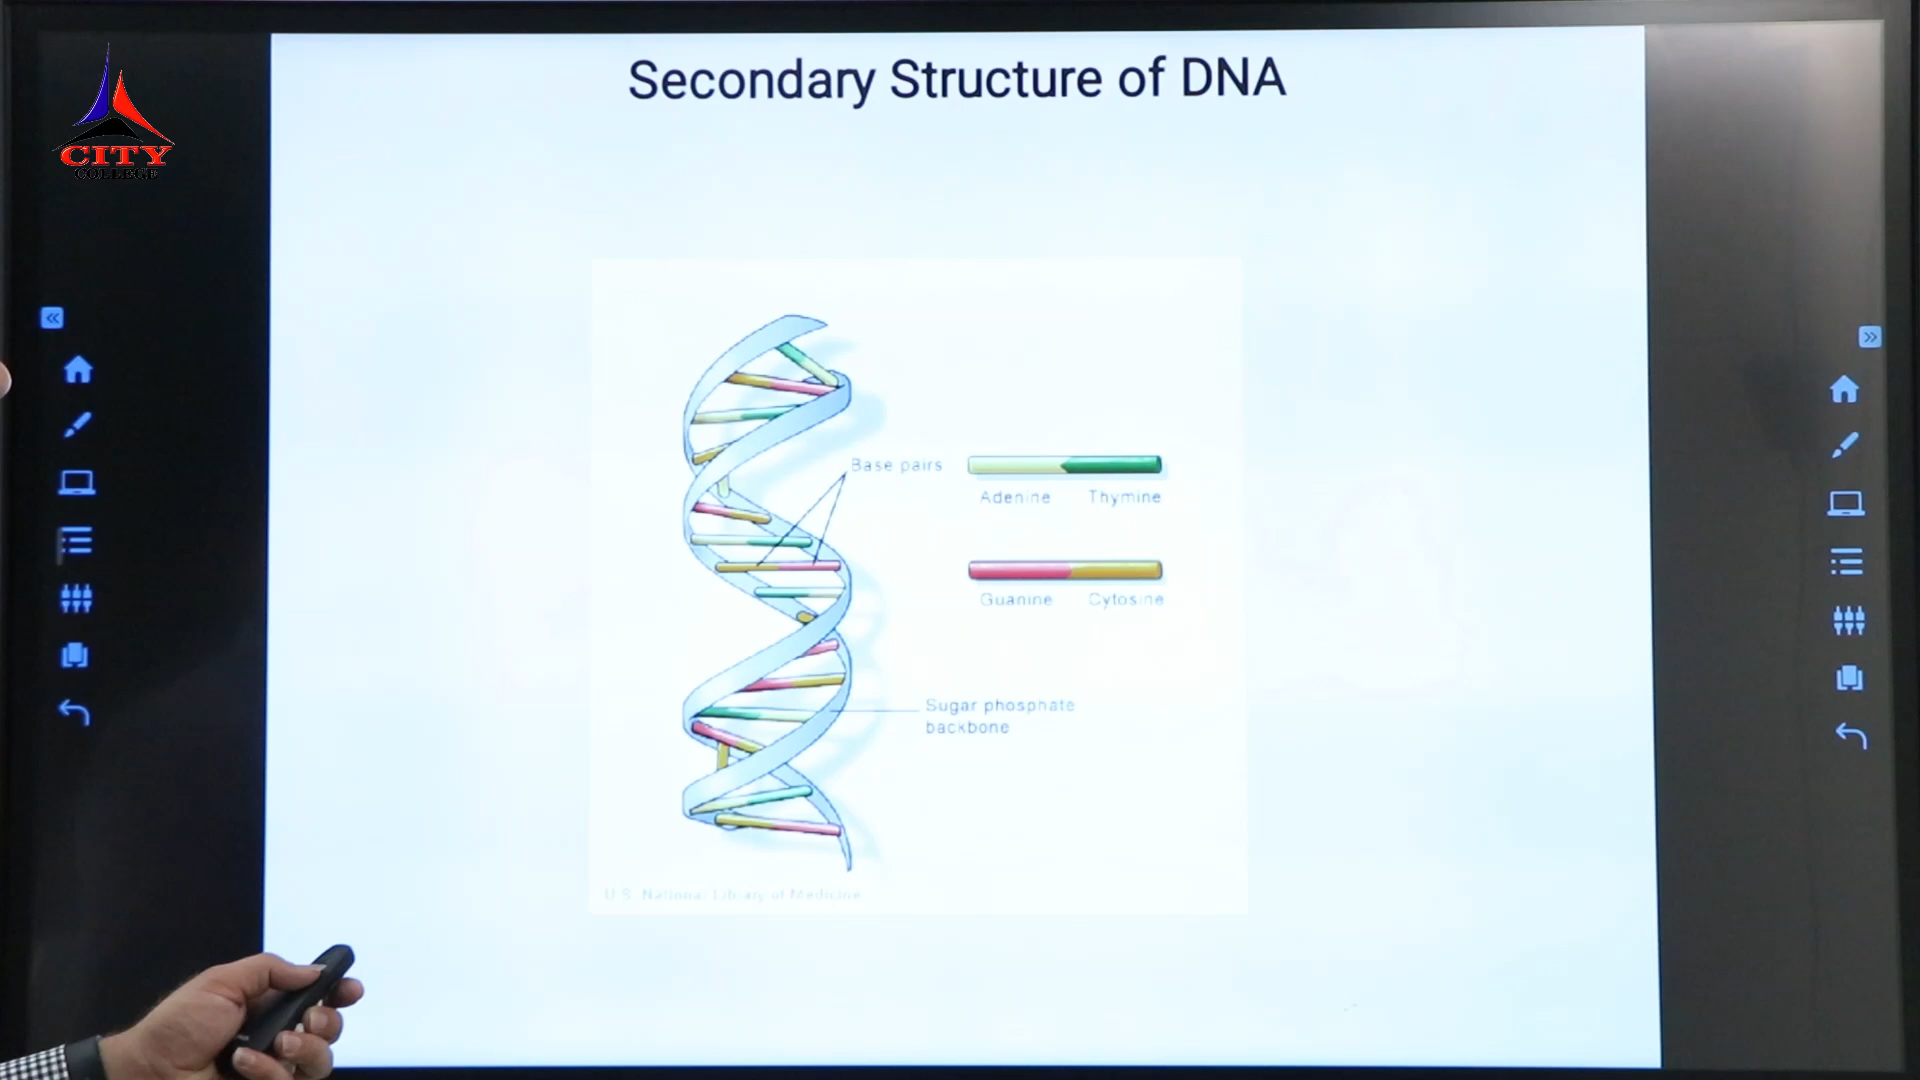 CITY
COLLEGE
Secondary Structure of DNA
Base pairs
Adenine Thymine
Guanine Cytosine
Sugar phosphate
backbone
U.S. National Library of Medicine